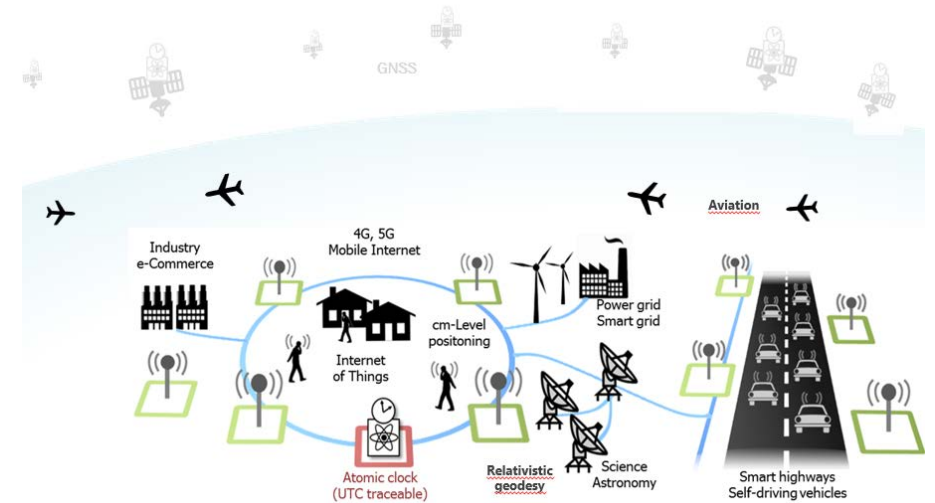 GNSS
Aviation
4G, 5G
Mobile Internet
Industry
e-Commerce
Power grid
Smart grid
cm-Level
positoning
Internet
of Things
Atomic clock
(UTC traceable)
Relativistic
geodesy
Science
Astronomy
Smart highways
Self-driving vehicles